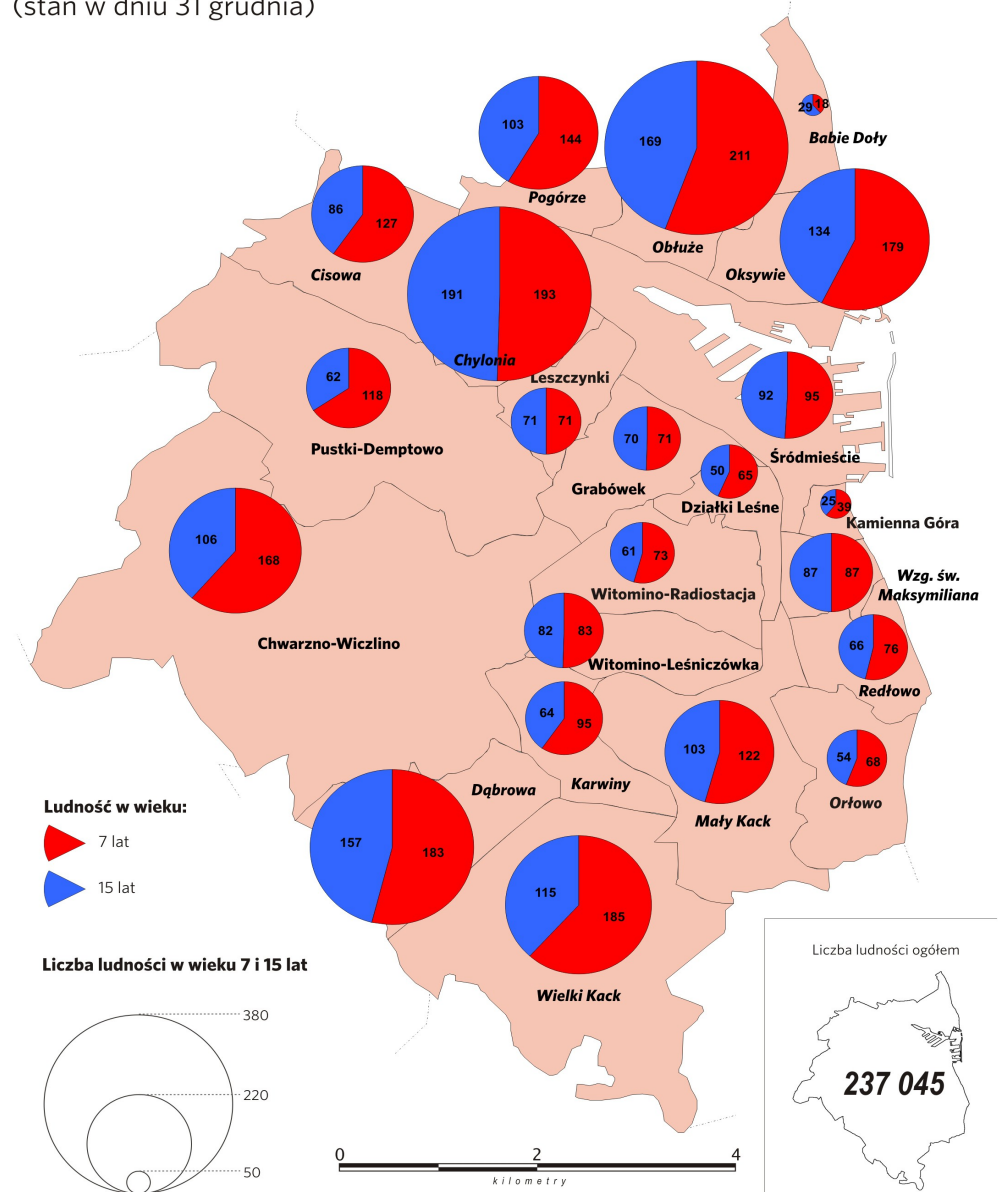 (stan w dniu 31 grudnia)
29 18
Babie Doły
103 144
Pogórze
169 211
Obłuże
86 127
Cisowa
134 179
Oksywie
191 193
Chylonia
Leszczynki
71 71
62 118
Pustki-Demptowo
92 95
Śródmieście
70 71
Grabówek
50 65
Działki Leśne
25 39
Kamienna Góra
106 168
Chwarzno-Wiczlino
61 73
Witomino-Radiostacja
87 87
Wzg. św.
Maksymiliana
82 83
Witomino-Leśniczówka
66 76
Redłowo
64 95
Karwiny
103 122
Mały Kack
54 68
Orłowo
Dąbrowa
157 183
115 185
Wielki Kack
Ludność w wieku:
7 lat
15 lat
Liczba ludności w wieku 7 i 15 lat
380
220
50
0 2 4
kilometry
Liczba ludności ogółem
237 045